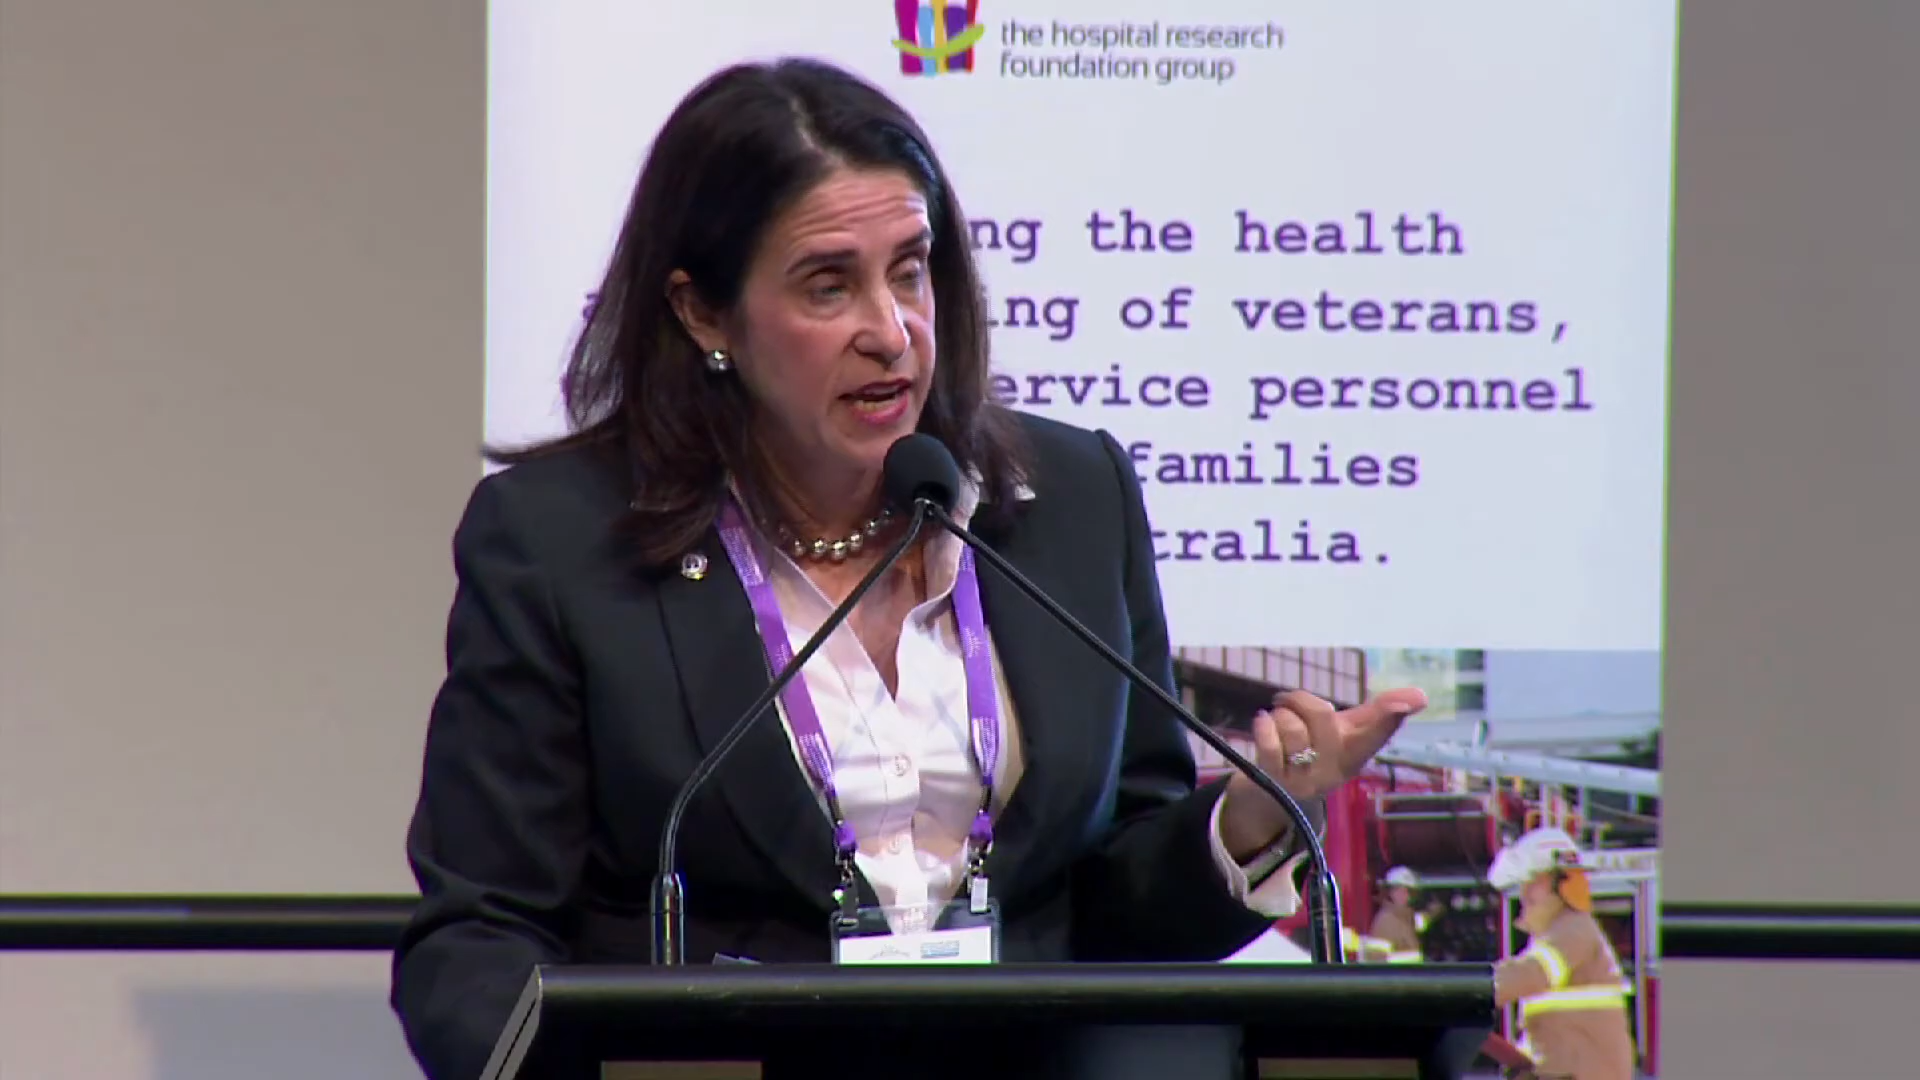 the hospital research
foundation group
ng the health
ing of veterans,
ervice personnel
families
tralia.